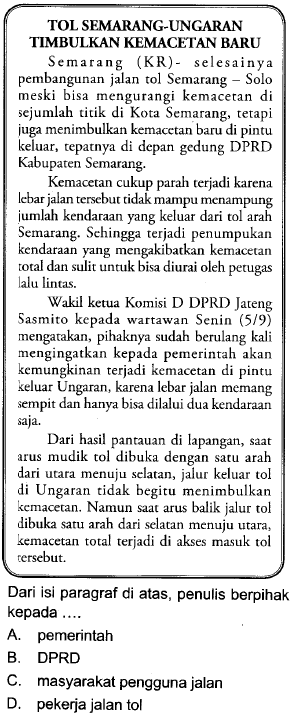 TOL SEMARANG-UNGARAN
TIMBULKAN KEMACETAN BARU
Semarang (KR)- selesainya
pembangunan jalan tol Semarang – Solo
meski bisa mengurangi kemacetan di
sejumlah titik di Kota Semarang, tetapi
juga menimbulkan kemacetan baru di pintu
keluar, tepatnya di depan gedung DPRD
Kabupaten Semarang.
Kemacetan cukup parah terjadi karena
lebar jalan tersebut tidak mampu menampung
jumlah kendaraan yang keluar dari tol arah
Semarang. Sehingga terjadi penumpukan
kendaraan yang mengakibatkan kemacetan
total dan sulit untuk bisa diurai oleh petugas
lalu lintas.
Wakil ketua Komisi D DPRD Jateng
Sasmito kepada wartawan Senin (5/9)
mengatakan, pihaknya sudah berulang kali
mengingatkan kepada pemerintah akan
kemungkinan terjadi kemacetan di pintu
keluar Ungaran, karena lebar jalan memang
sempit dan hanya bisa dilalui dua kendaraan
saja.
Dari hasil pantauan di lapangan, saat
arus mudik tol dibuka dengan satu arah
dari utara menuju selatan, jalur keluar tol
di Ungaran tidak begitu menimbulkan
kemacetan. Namun saat arus balik jalur tol
dibuka satu arah dari selatan menuju utara,
kemacetan total terjadi di akses masuk tol
tersebut.
Dari isi paragraf di atas, penulis berpihak
kepada ....
A. pemerintah
B. DPRD
C. masyarakat pengguna jalan
D. pekerja jalan tol